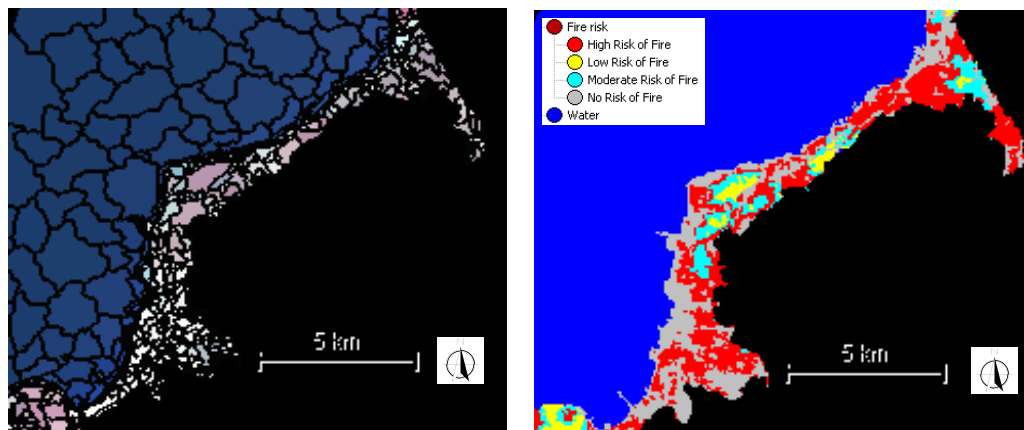 5 km
N
Fire risk
High Risk of Fire
Low Risk of Fire
Moderate Risk of Fire
No Risk of Fire
Water
5 km
N